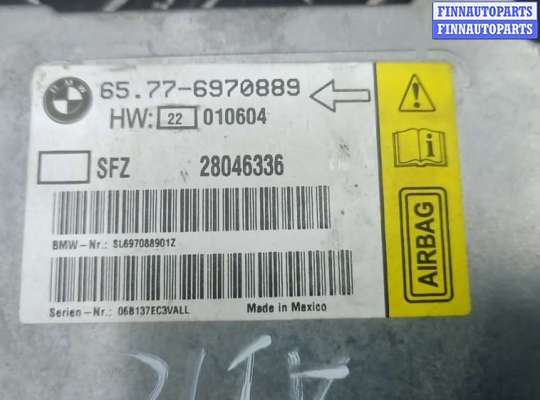 FINNAUTOPARTS
FINNAUTOPARTS
65.77-6970889
HW: 22 010604
SFZ 28046336
BMW-Nr.: SL697088901Z
Serien-Nr.: 068137EC3VALL Made in Mexico
AIRBAG